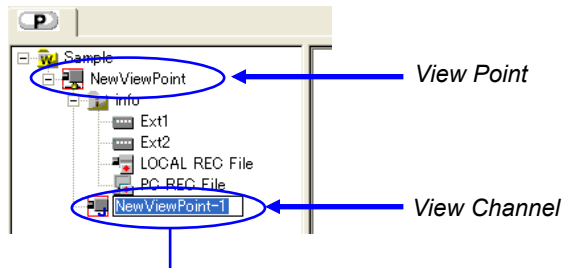 P
Sample
NewViewPoint
View Point
info
Ext1
Ext2
LOCAL REC File
PC REC File
NewViewPoint-1
View Channel